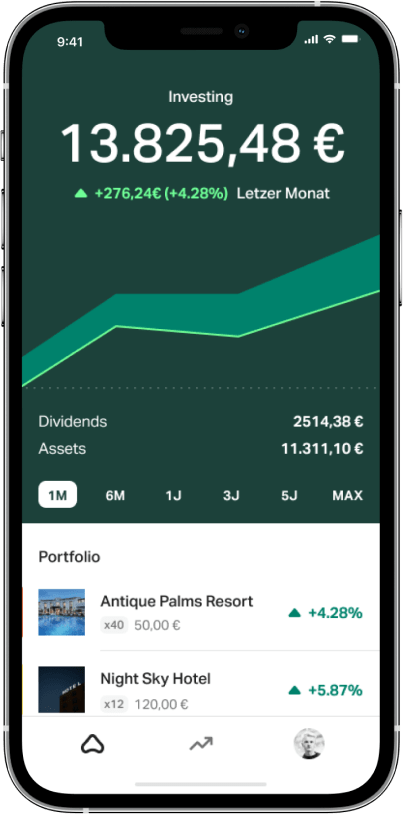 9:41
Investing
13.825,48 €
+276,24€ (+4.28%) Letzer Monat
Dividends 2514,38 €
Assets 11.311,10 €
1M 6M 1J 3J 5J MAX
Portfolio
Antique Palms Resort
x40 50,00 €
+4.28%
Night Sky Hotel
x12 120,00 €
+5.87%
HOTEL